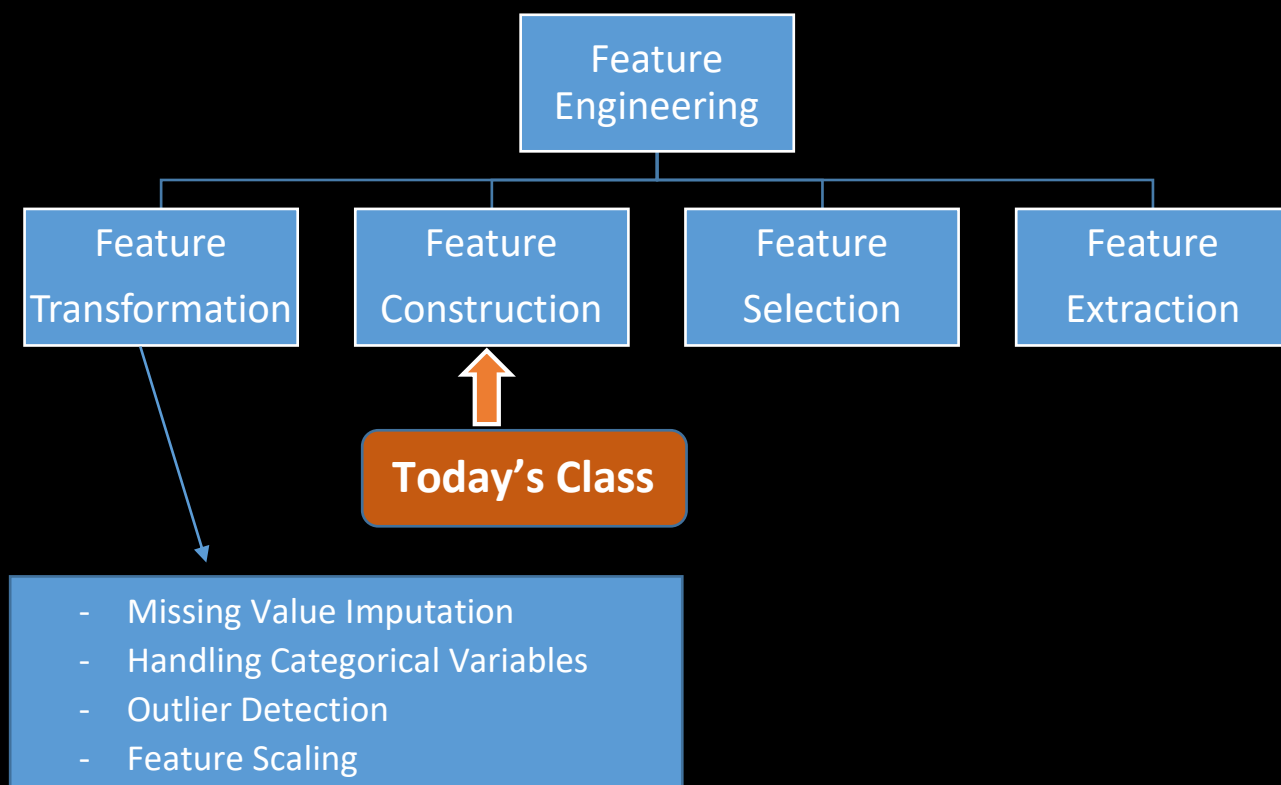 Feature
Engineering
Feature
Transformation
Feature
Construction
Feature
Selection
Feature
Extraction
Today’s Class
- Missing Value Imputation
- Handling Categorical Variables
- Outlier Detection
- Feature Scaling